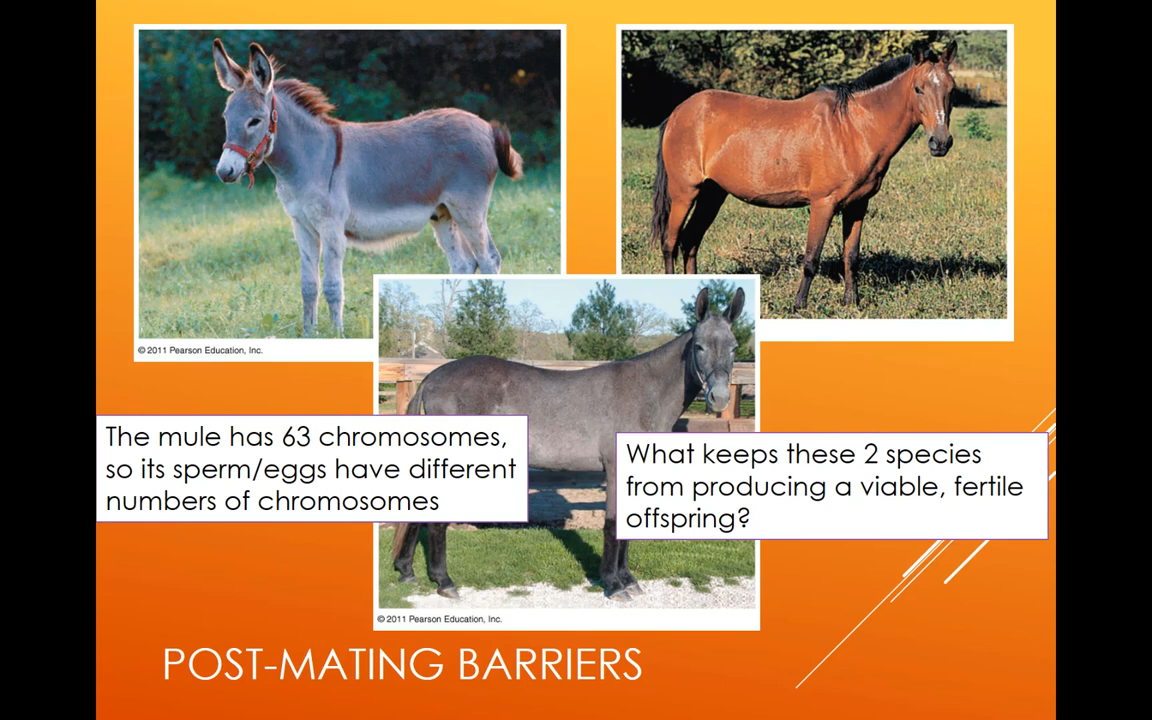 © 2011 Pearson Education, Inc.
The mule has 63 chromosomes,
so its sperm/eggs have different
numbers of chromosomes
What keeps these 2 species
from producing a viable, fertile
offspring?
© 2011 Pearson Education, Inc.
POST-MATING BARRIERS